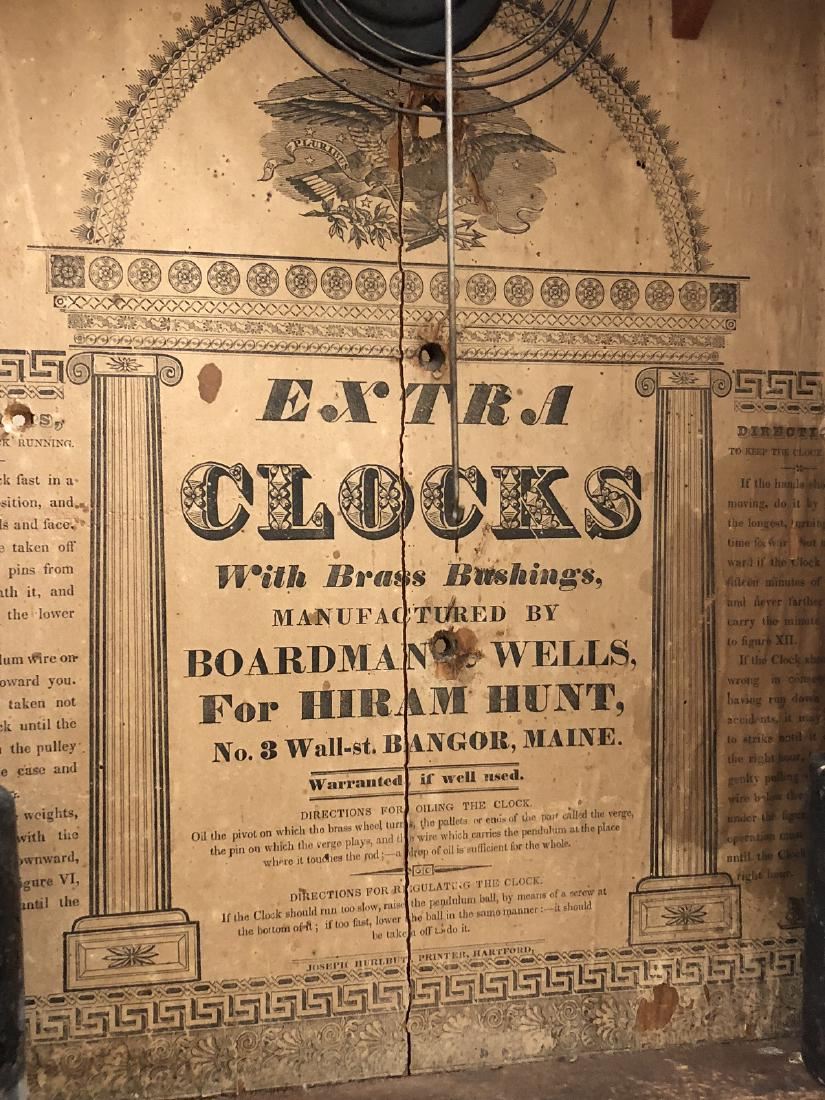 PLURIBUS
EXTRA
CLOCKS
With Brass Bushings,
MANUFACTURED BY
BOARDMAN WELLS,
For HIRAM HUNT,
No. 3 Wall-st. BANGOR, MAINE.
Warranted, if well used.
DIRECTIONS FOR OILING THE CLOCK.
Oil the pivot on which the brass wheel turns, the pallets or ends of the part called the verge,
the pin on which the verge plays, and the wire which carries the pendulum at the place
where it touches the rod;—a drop of oil is sufficient for the whole.
DIRECTIONS FOR REGULATING THE CLOCK.
If the Clock should run too slow, raise the pendulum ball, by means of a screw at
the bottom of it; if too fast, lower the ball in the same manner:—it should
be taken off to do it.
JOSEPH HURLBUT, PRINTER, HARTFORD,
RUNNING.
ck fast in a
sition, and
ls and face,
e taken off
pins from
ath it, and
the lower
lum wire on
oward you.
taken not
ck until the
the pulley
e case and
weights,
with the
ownward,
gure VI,
until the
DIRECTI
TO KEEP THE CLOCK
If the hands
moving, do it by
the longest, turning
time forward
ward if the Clock
fifteen minutes of
and never farther
carry the minute
to figure XII.
If the Clock
wrong in
having run down
accidents, it may
to strike until it
the right hour,
gently pulling
wire below the
under the
operation must
until the Clock
right hour.